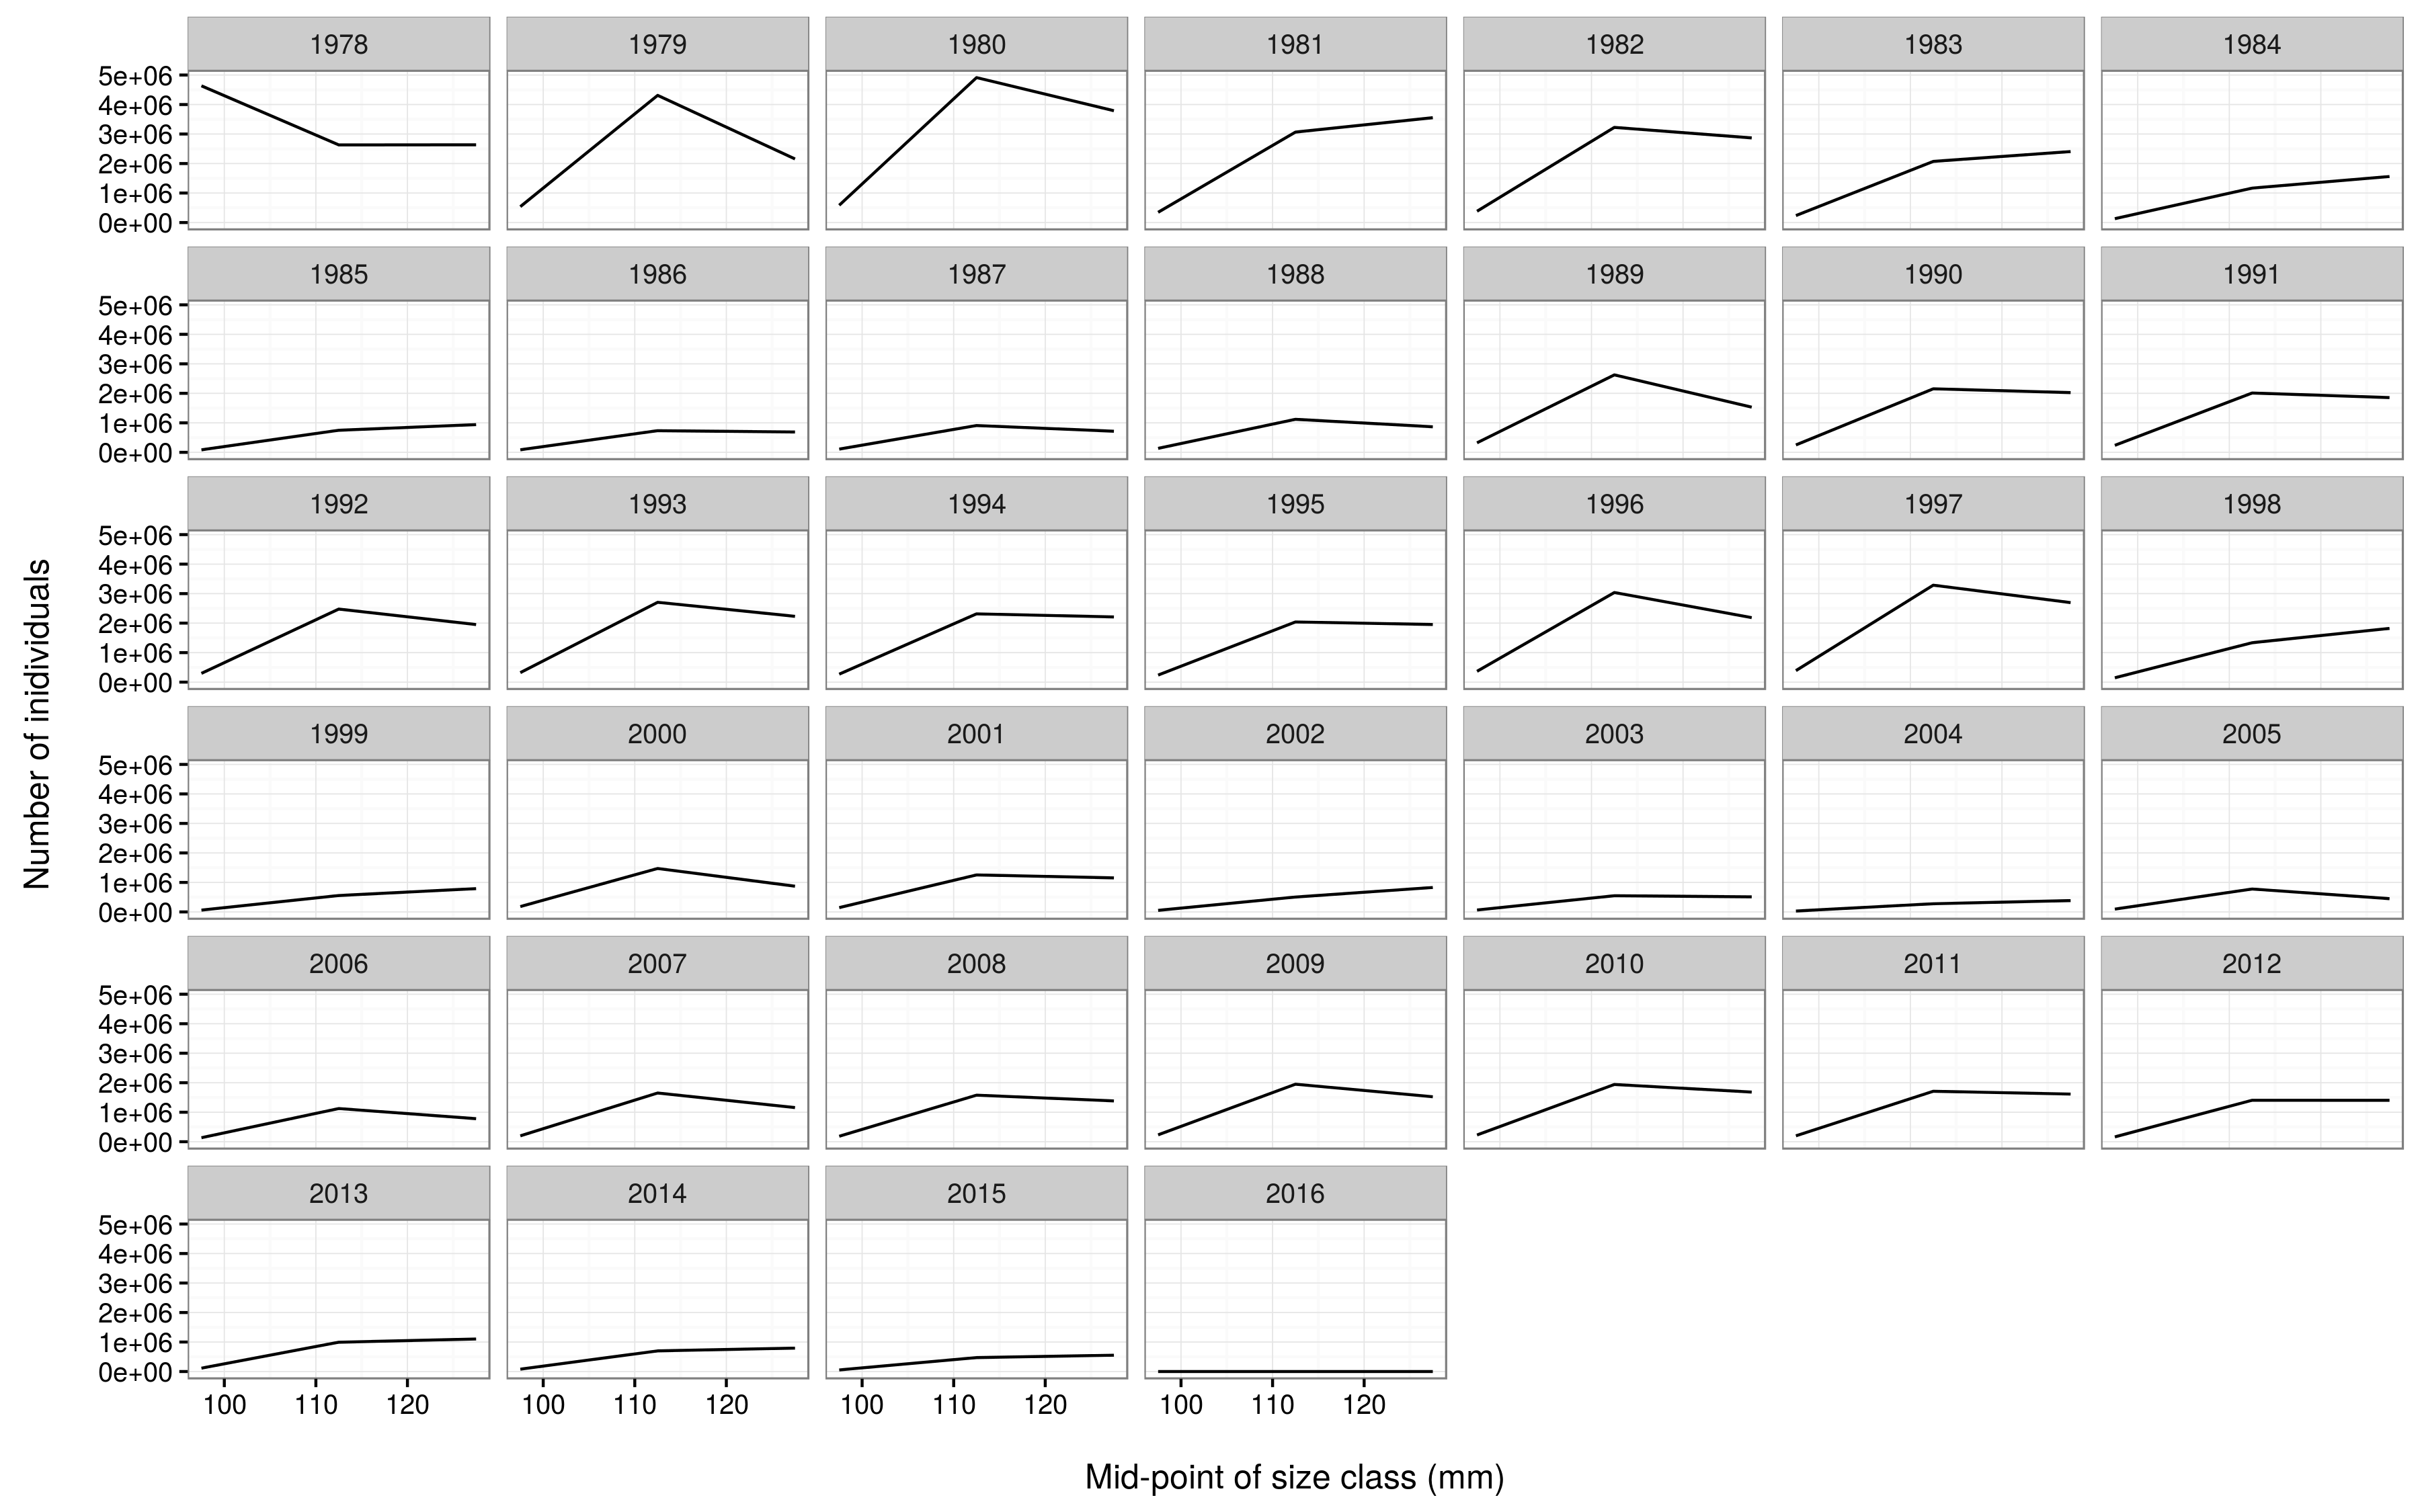 1978 1979 1980 1981 1982 1983 1984
5e+06
4e+06
3e+06
2e+06
1e+06
0e+00
1985 1986 1987 1988 1989 1990 1991
5e+06
4e+06
3e+06
2e+06
1e+06
0e+00
1992 1993 1994 1995 1996 1997 1998
5e+06
4e+06
3e+06
2e+06
1e+06
0e+00
Number of inidividuals
1999 2000 2001 2002 2003 2004 2005
5e+06
4e+06
3e+06
2e+06
1e+06
0e+00
2006 2007 2008 2009 2010 2011 2012
5e+06
4e+06
3e+06
2e+06
1e+06
0e+00
2013 2014 2015 2016
5e+06
4e+06
3e+06
2e+06
1e+06
0e+00
100 110 120 100 110 120 100 110 120 100 110 120
Mid-point of size class (mm)